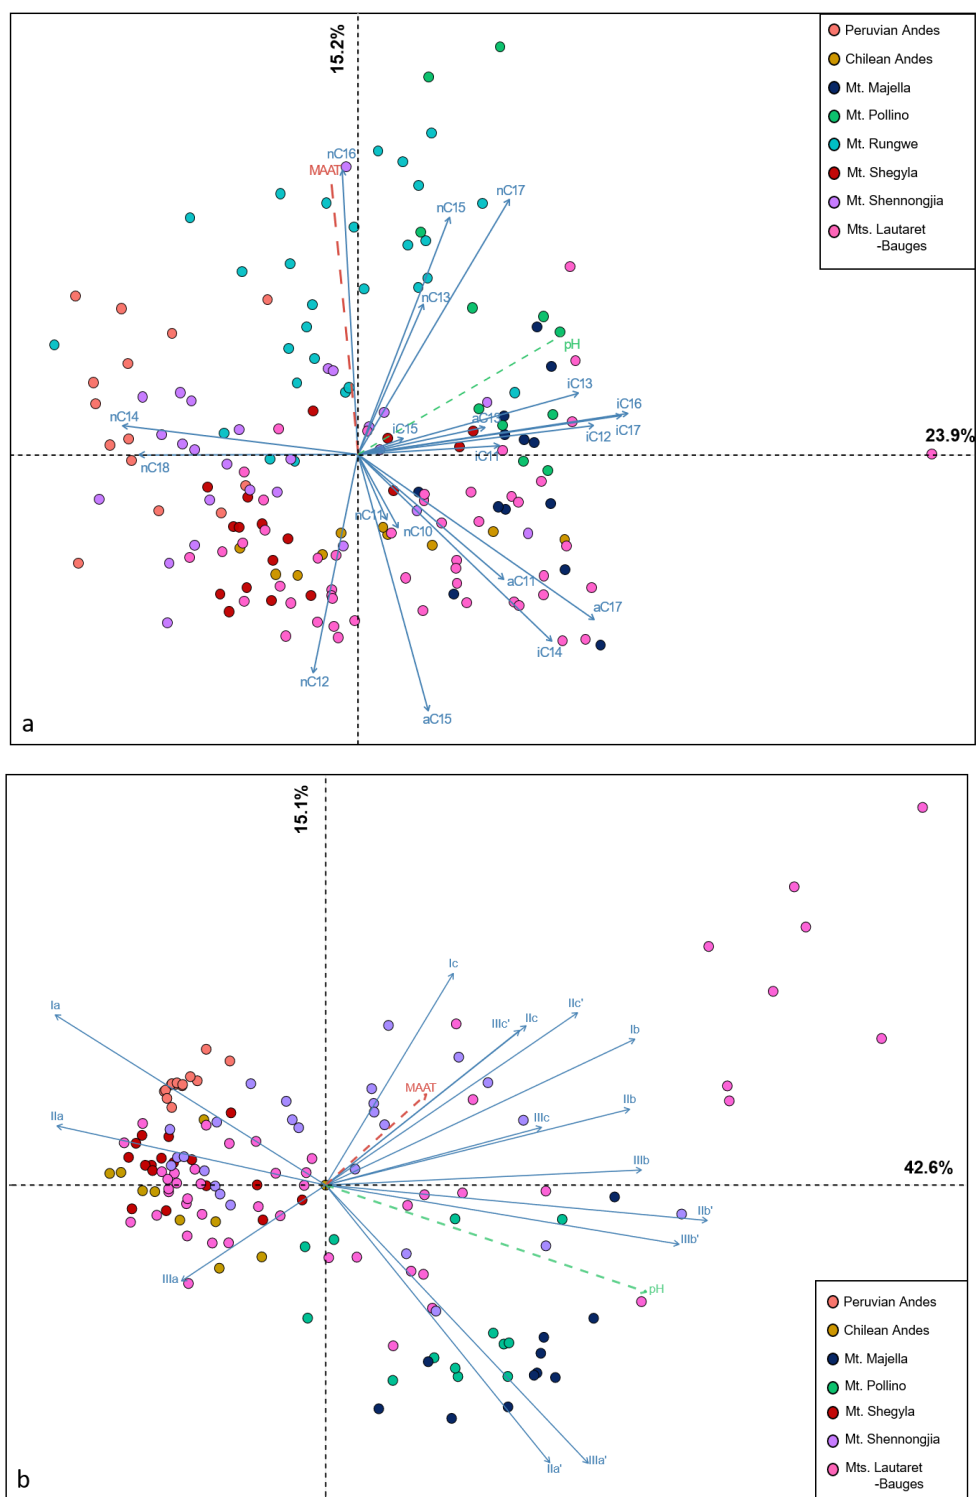 15.2%
Peruvian Andes
Chilean Andes
Mt. Majella
Mt. Pollino
Mt. Rungwe
Mt. Shegyla
Mt. Shennongjia
Mts. Lautaret
-Bauges
nC16
MAAT
nC17
nC15
nC13
pH
iC13
iC16
nC14
aC13
iC17
iC15
iC12
23.9%
iC11
nC18
nC11
nC10
aC11
aC17
iC14
nC12
aC15
a
15.1%
Ic
Ia
IIc'
IIc
IIIc'
Ib
MAAT
IIb
IIa
IIIc
IIIb
42.6%
IIb'
IIIb'
IIIa
pH
Peruvian Andes
Chilean Andes
Mt. Majella
Mt. Pollino
Mt. Shegyla
Mt. Shennongjia
Mts. Lautaret
-Bauges
IIa'
IIIa'
b